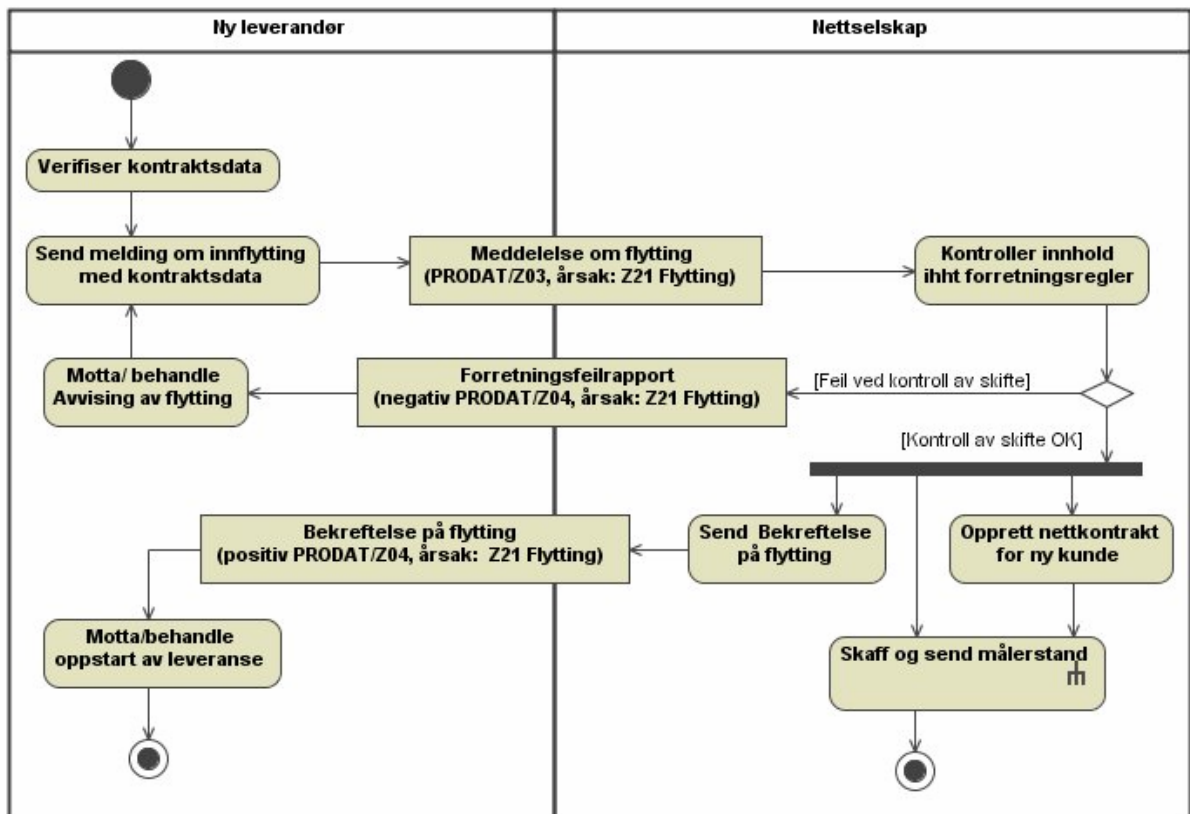 Ny leverandør
Nettselskap
Verifiser kontraktsdata
Send melding om innflytting
med kontraktsdata
Meddelelse om flytting
(PRODAT/Z03, årsak: Z21 Flytting)
Kontroller innhold
ihht forretningsregler
Motta/ behandle
Avvising av flytting
Forretningsfeilrapport
(negativ PRODAT/Z04, årsak: Z21 Flytting)
[Feil ved kontroll av skifte]
[Kontroll av skifte OK]
Bekreftelse på flytting
(positiv PRODAT/Z04, årsak:  Z21 Flytting)
Send  Bekreftelse
på flytting
Opprett nettkontrakt
for ny kunde
Motta/behandle
oppstart av leveranse
Skaff og send målerstand